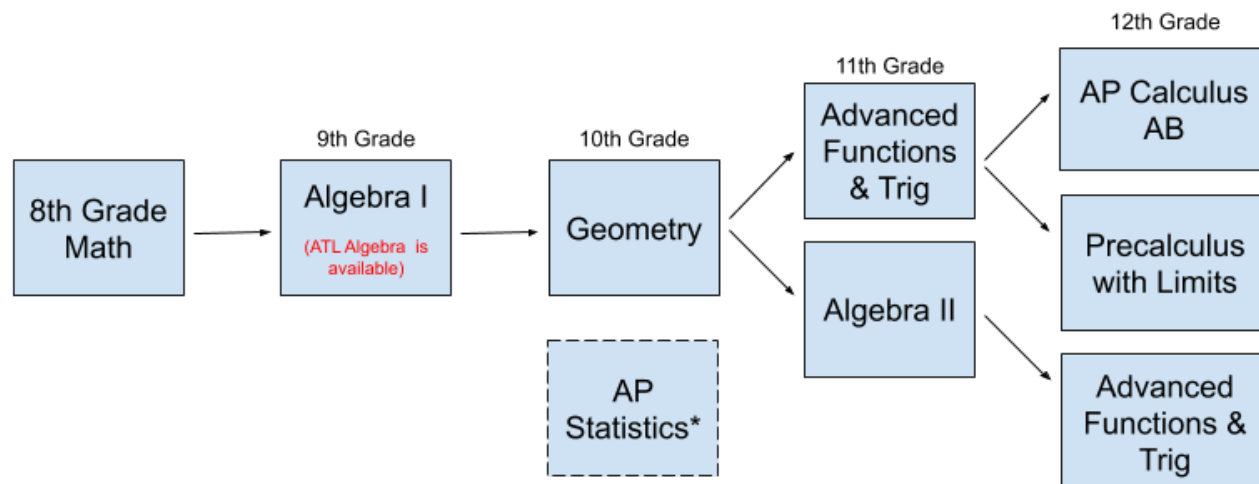 8th Grade
Math
9th Grade
Algebra I
(ATL Algebra is
available)
10th Grade
Geometry
AP
Statistics*
11th Grade
Advanced
Functions
& Trig
Algebra II
12th Grade
AP Calculus
AB
Precalculus
with Limits
Advanced
Functions &
Trig